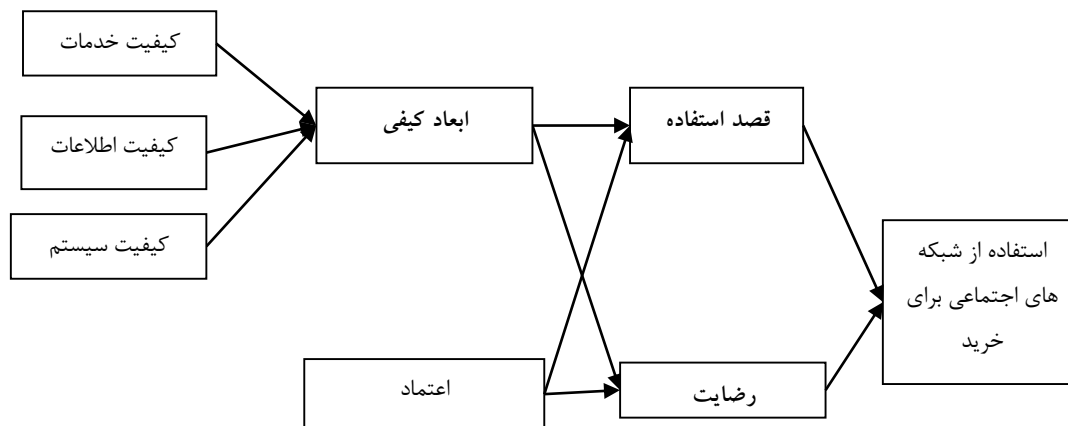 کیفیت خدمات
ابعاد کیفی
قصد استفاده
کیفیت اطلاعات
کیفیت سیستم
استفاده از شبکه
های اجتماعی برای
خرید
اعتماد
رضایت